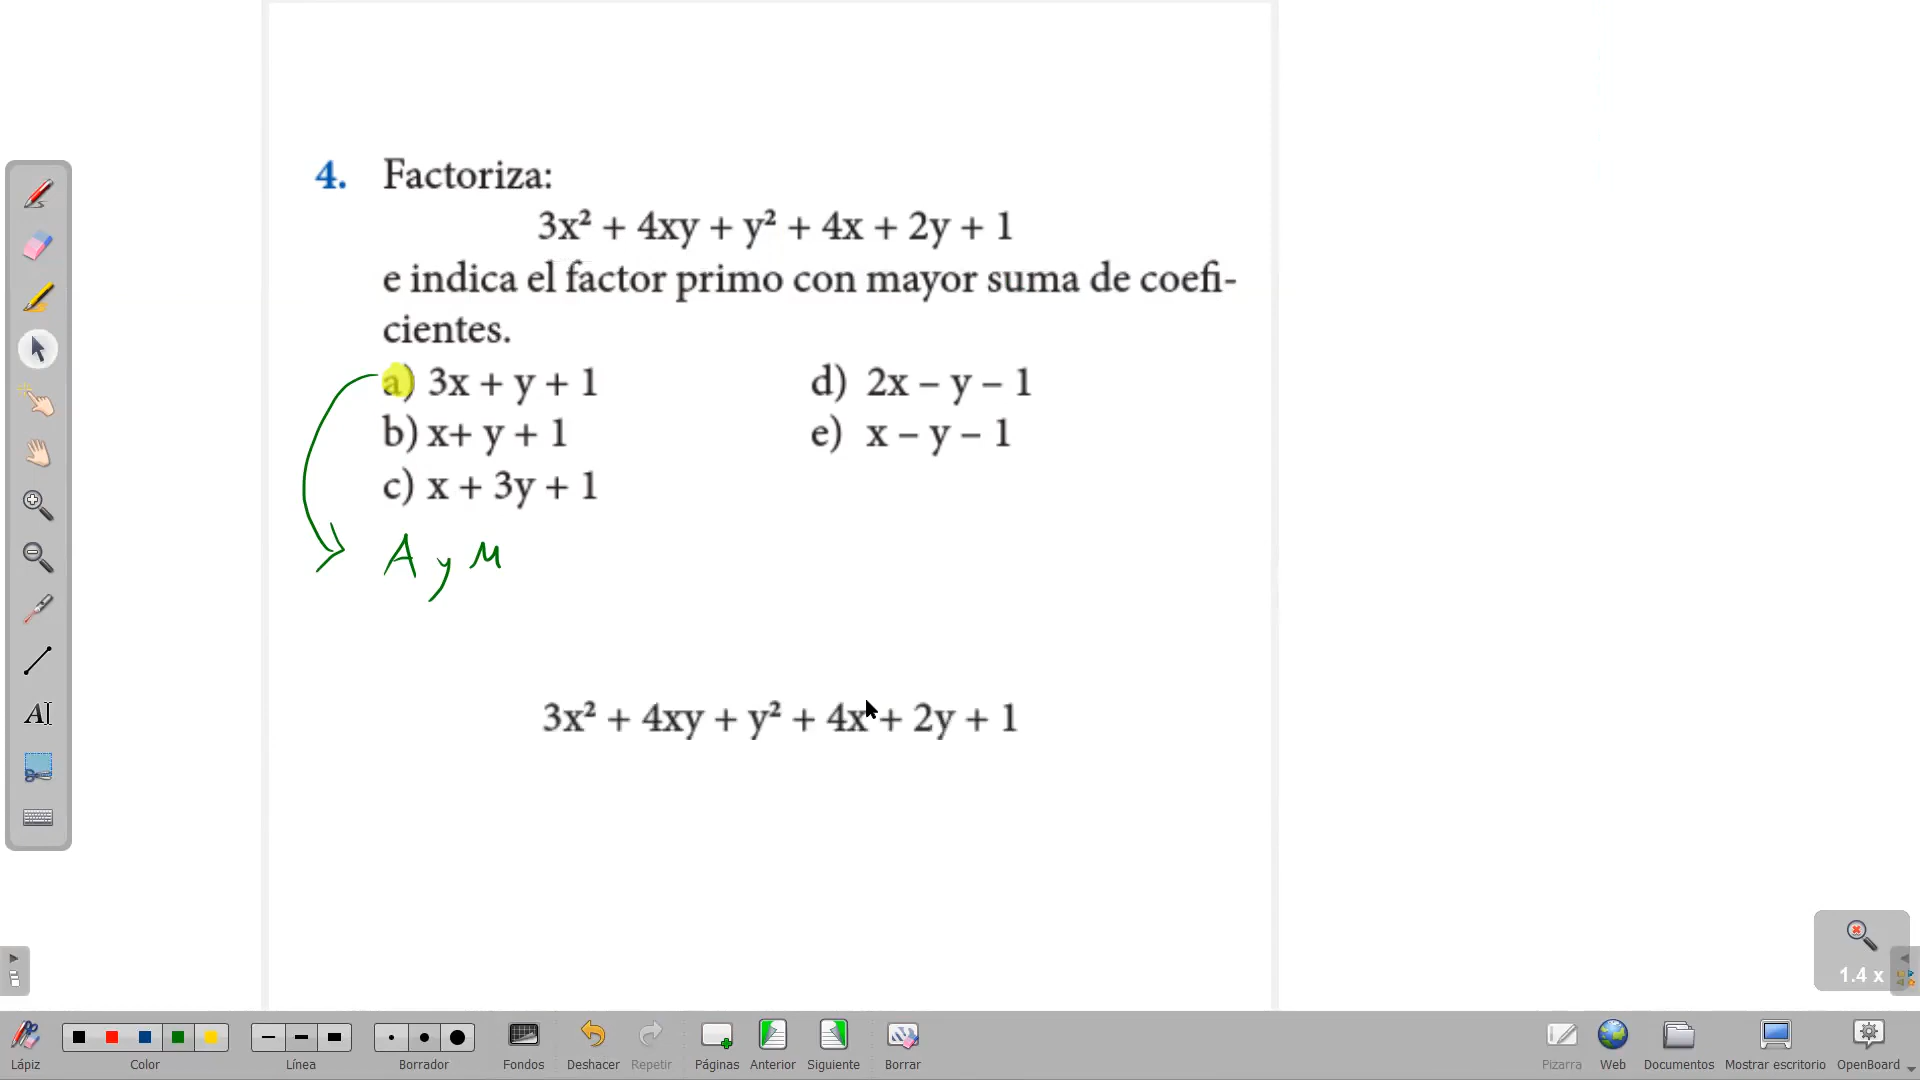 4. Factoriza:
3x² + 4xy + y² + 4x + 2y + 1
e indica el factor primo con mayor suma de coefi-
cientes.
a) 3x + y + 1
d) 2x – y – 1
b) x+ y + 1
e) x – y – 1
c) x + 3y + 1
A y M
3x² + 4xy + y² + 4x + 2y + 1
1.4 x
Lápiz Color Línea Borrador Fondos Deshacer Repetir Páginas Anterior Siguiente Borrar Pizarra Web Documentos Mostrar escritorio OpenBoard